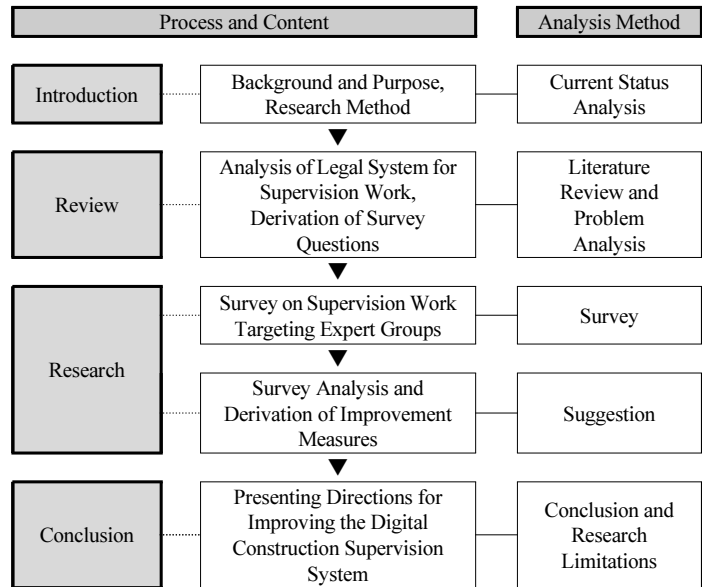 Process and Content
Analysis Method
Introduction
Background and Purpose,
Research Method
Current Status
Analysis
Review
Analysis of Legal System for
Supervision Work,
Derivation of Survey
Questions
Literature
Review and
Problem
Analysis
Research
Survey on Supervision Work
Targeting Expert Groups
Survey
Survey Analysis and
Derivation of Improvement
Measures
Suggestion
Conclusion
Presenting Directions for
Improving the Digital
Construction Supervision
System
Conclusion and
Research
Limitations